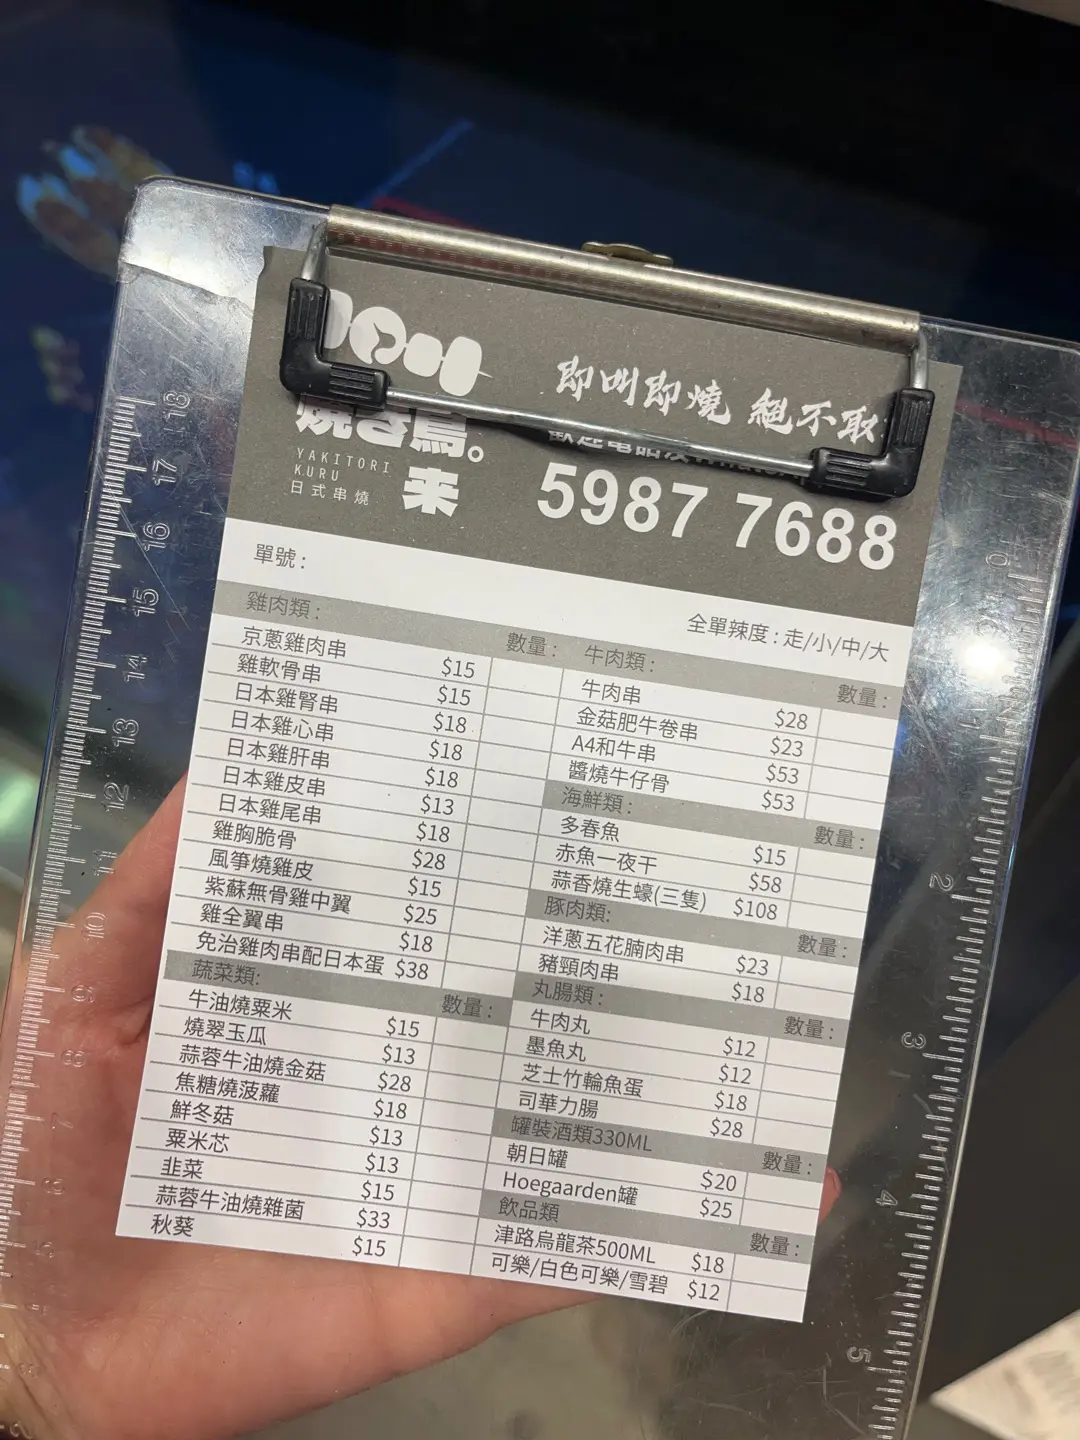 燒き鳥。
YAKITORI
KURU
日式串燒
来
即叫即燒 絕不取
5987 7688
單號:
全單辣度:走/小/中/大
雞肉類: 數量:
京蔥雞肉串 $15
雞軟骨串 $15
日本雞腎串 $18
日本雞心串 $18
日本雞肝串 $18
日本雞皮串 $13
日本雞尾串 $18
雞胸脆骨 $28
風箏燒雞皮 $15
紫蘇無骨雞中翼 $25
雞全翼串 $18
免治雞肉串配日本蛋 $38
蔬菜類: 數量:
牛油燒粟米 $15
燒翠玉瓜 $13
蒜蓉牛油燒金菇 $28
焦糖燒菠蘿 $18
鮮冬菇 $13
粟米芯 $13
韭菜 $15
蒜蓉牛油燒雜菌 $33
秋葵 $15
牛肉類: 數量:
牛肉串 $28
金菇肥牛卷串 $23
A4和牛串 $53
醬燒牛仔骨 $53
海鮮類: 數量:
多春魚 $15
赤魚一夜干 $58
蒜香燒生蠔(三隻) $108
豚肉類: 數量:
洋蔥五花腩肉串 $23
豬頸肉串 $18
丸腸類: 數量:
牛肉丸 $12
墨魚丸 $12
芝士竹輪魚蛋 $18
司華力腸 $28
罐裝酒類330ML 數量:
朝日罐 $20
Hoegaarden罐 $25
飲品類 數量:
津路烏龍茶500ML $18
可樂/白色可樂/雪碧 $12